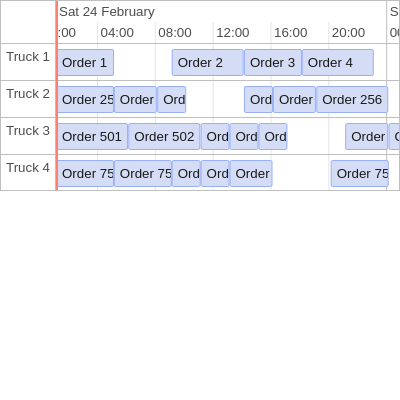 Sat 24 February S
:00 04:00 08:00 12:00 16:00 20:00 00
Truck 1 Order 1 Order 2 Order 3 Order 4
Truck 2 Order 25 Order Ord Ord Order Order 256
Truck 3 Order 501 Order 502 Ord Ord Ord Order
Truck 4 Order 75 Order 75 Ord Ord Order Order 75